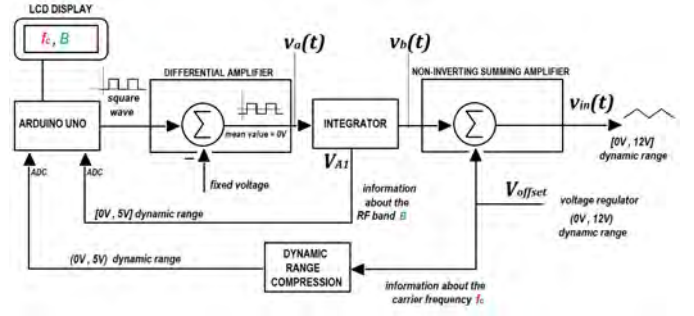 LCD DISPLAY
fc, B
ARDUINO UNO
square
wave
DIFFERENTIAL AMPLIFIER
∑
mean value = 0V
−
fixed voltage
va(t)
INTEGRATOR
VA1
vb(t)
NON-INVERTING SUMMING AMPLIFIER
∑
vin(t)
[0V, 12V]
dynamic range
ADC
ADC
[0V, 5V] dynamic range
information
about the
RF band B
Voffset
voltage regulator
(0V, 12V)
dynamic range
(0V, 5V) dynamic range
DYNAMIC
RANGE
COMPRESSION
information about the
carrier frequency fc